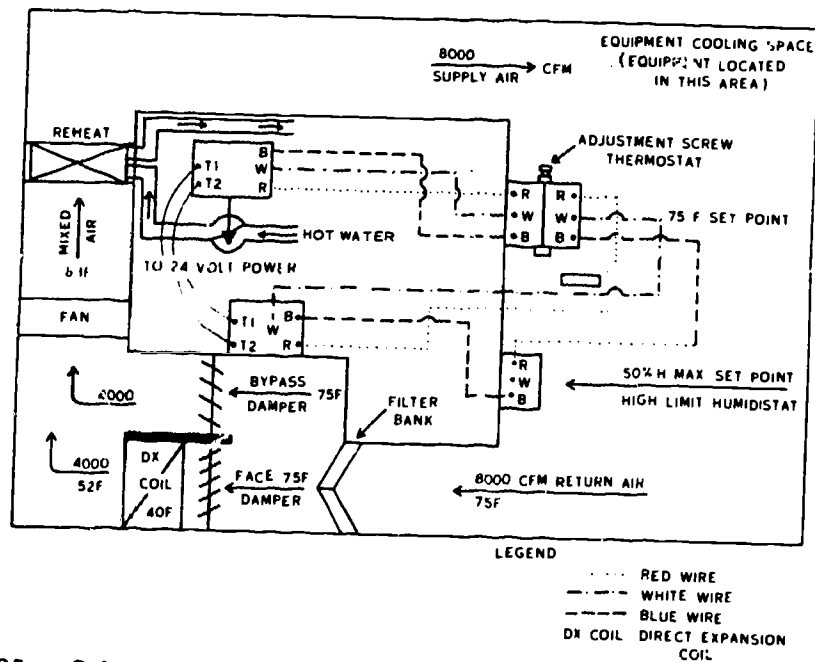 8000
SUPPLY AIR
CFM
EQUIPMENT COOLING SPACE
LOCATED
IN THIS AREA)
REHEAT
T1
T2
B
W
R
ADJUSTMENT SCREW
THERMOSTAT
R
W
B
R
W
B
75 F SET POINT
MIXED
AIR
HOT WATER
TO 24 VOLT POWER
FAN
T1
T2
B
W
R
R
W
B
50% H MAX SET POINT
HIGH LIMIT HUMIDISTAT
4000
BYPASS
DAMPER
75F
FILTER
BANK
4000
52F
DX
COIL
40F
FACE 75F
DAMPER
8000 CFM RETURN AIR
75F
LEGEND
RED WIRE
WHITE WIRE
BLUE WIRE
DX COIL DIRECT EXPANSION
COIL